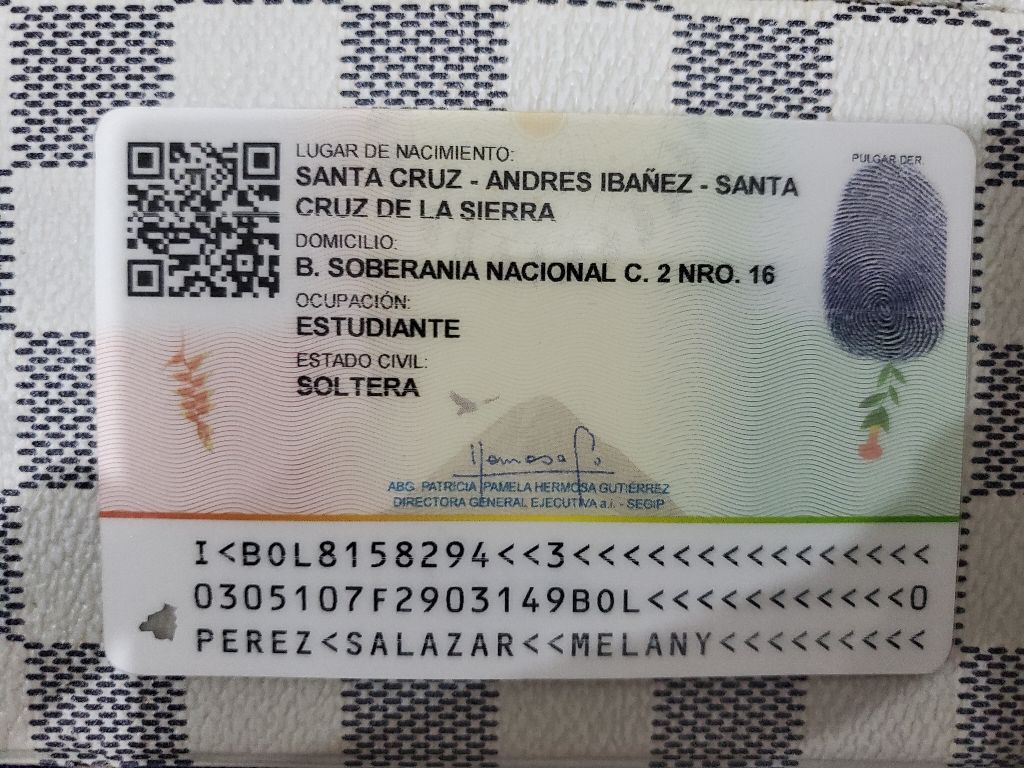 LUGAR DE NACIMIENTO:
SANTA CRUZ - ANDRES IBAÑEZ - SANTA
CRUZ DE LA SIERRA
DOMICILIO:
B. SOBERANIA NACIONAL C. 2 NRO. 16
OCUPACIÓN:
ESTUDIANTE
ESTADO CIVIL:
SOLTERA
PULGAR DER.
ABG. PATRICIA PAMELA HERMOSA GUTIÉRREZ
DIRECTORA GENERAL EJECUTIVA a.i. - SEGIP
I<BOL8158294<<3<<<<<<<<<<<<<<<
0305107F2903149BOL<<<<<<<<<<<0
PEREZ<SALAZAR<<MELANY<<<<<<<<<